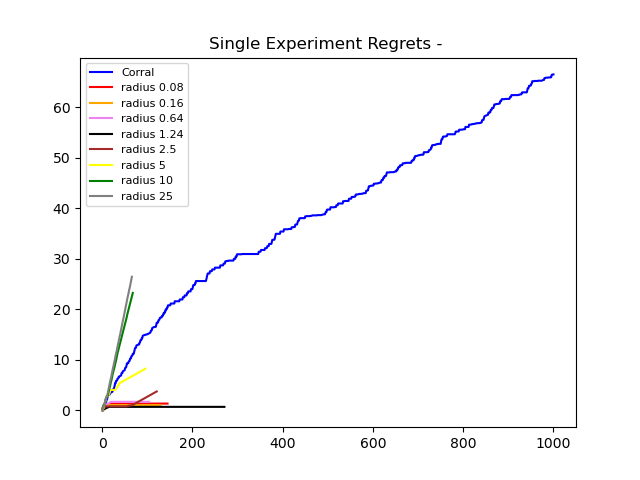 Single Experiment Regrets -
Corral
radius 0.08
radius 0.16
radius 0.64
radius 1.24
radius 2.5
radius 5
radius 10
radius 25
60
50
40
30
20
10
0
0 200 400 600 800 1000